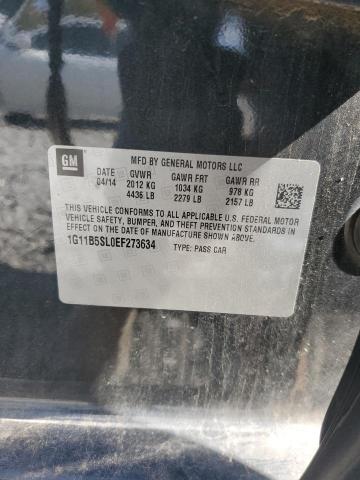 GM
MFD BY GENERAL MOTORS LLC
DATE GVWR GAWR FRT GAWR RR
04/14 2012 KG 1034 KG 978 KG
4436 LB 2279 LB 2157 LB
THIS VEHICLE CONFORMS TO ALL APPLICABLE U.S. FEDERAL MOTOR
VEHICLE SAFETY, BUMPER, AND THEFT PREVENTION STANDARDS IN
EFFECT ON THE DATE OF MANUFACTURE SHOWN ABOVE.
1G11B5SL0EF273634 TYPE: PASS CAR